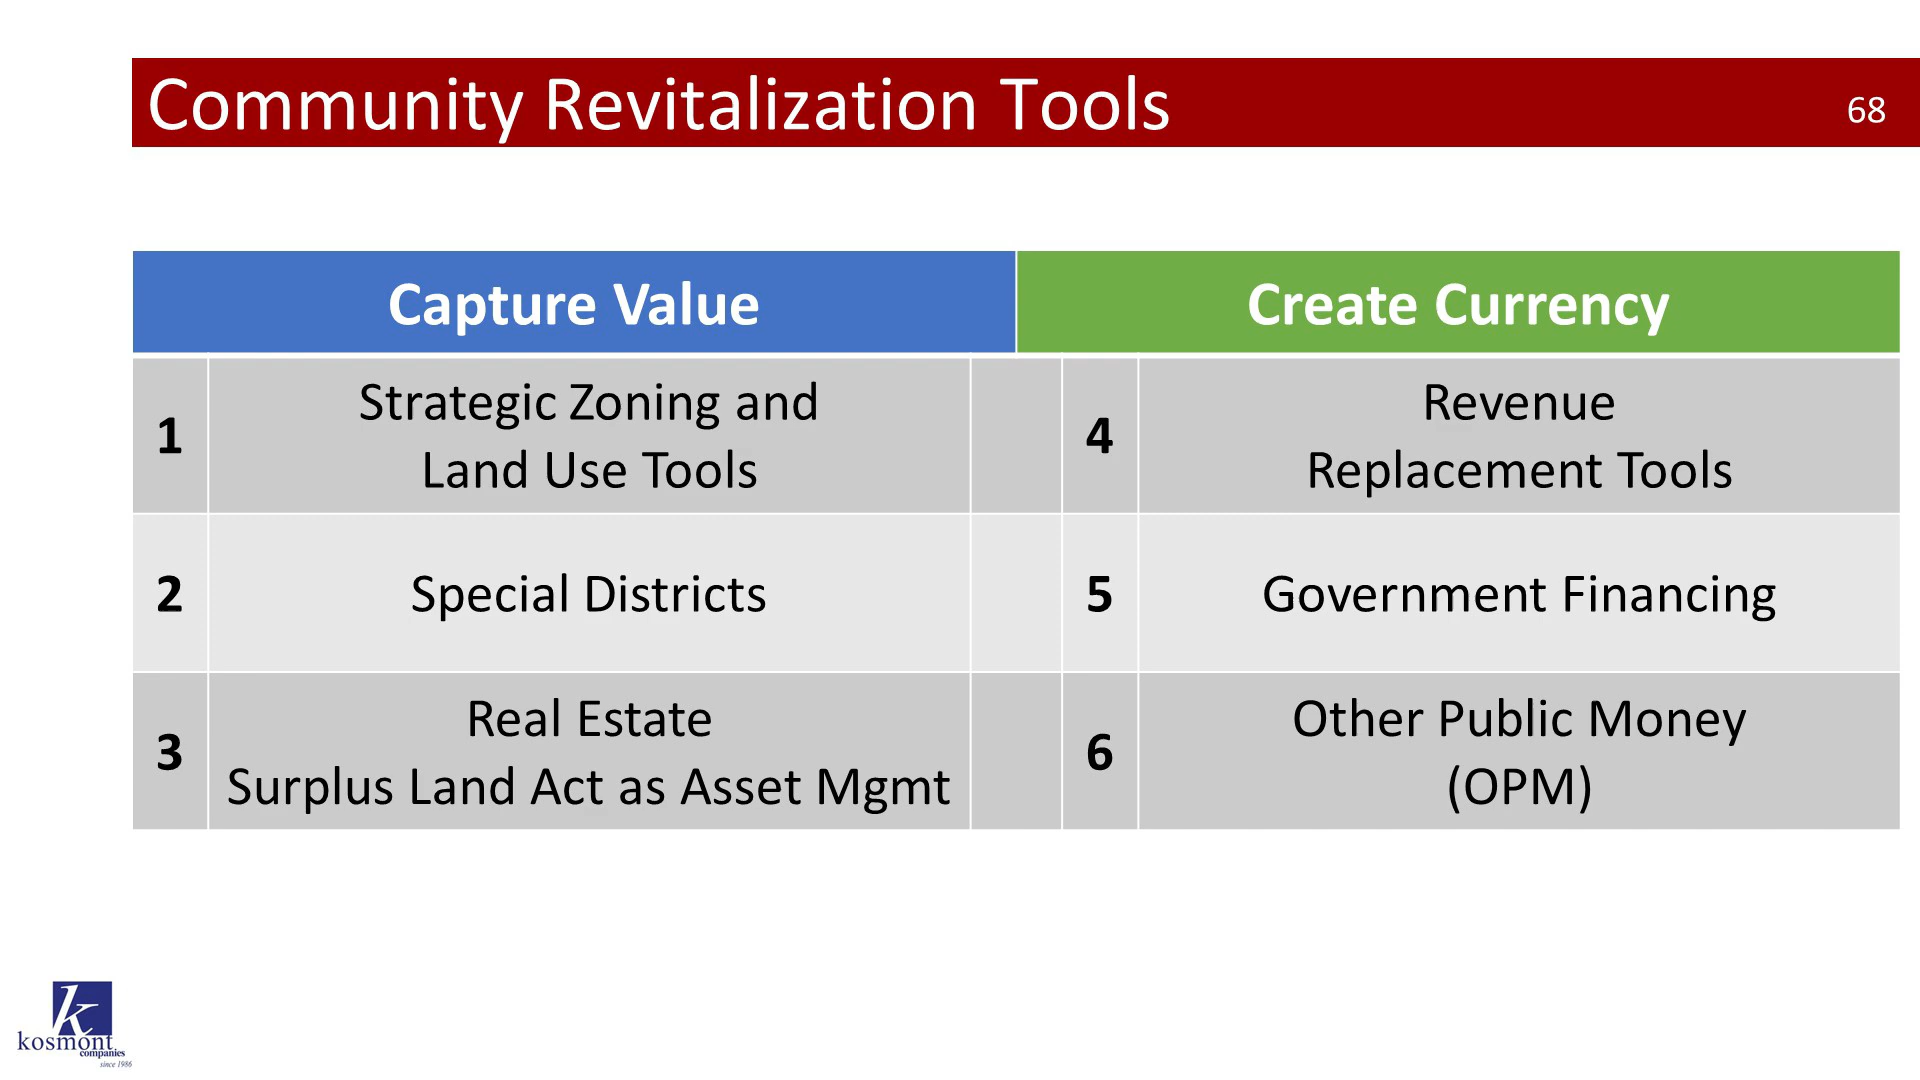 Community Revitalization Tools
68
Capture Value
Create Currency
1
Strategic Zoning and
Land Use Tools
4
Revenue
Replacement Tools
2
Special Districts
5
Government Financing
3
Real Estate
Surplus Land Act as Asset Mgmt
6
Other Public Money
(OPM)
k
kosmont
companies
since 1986